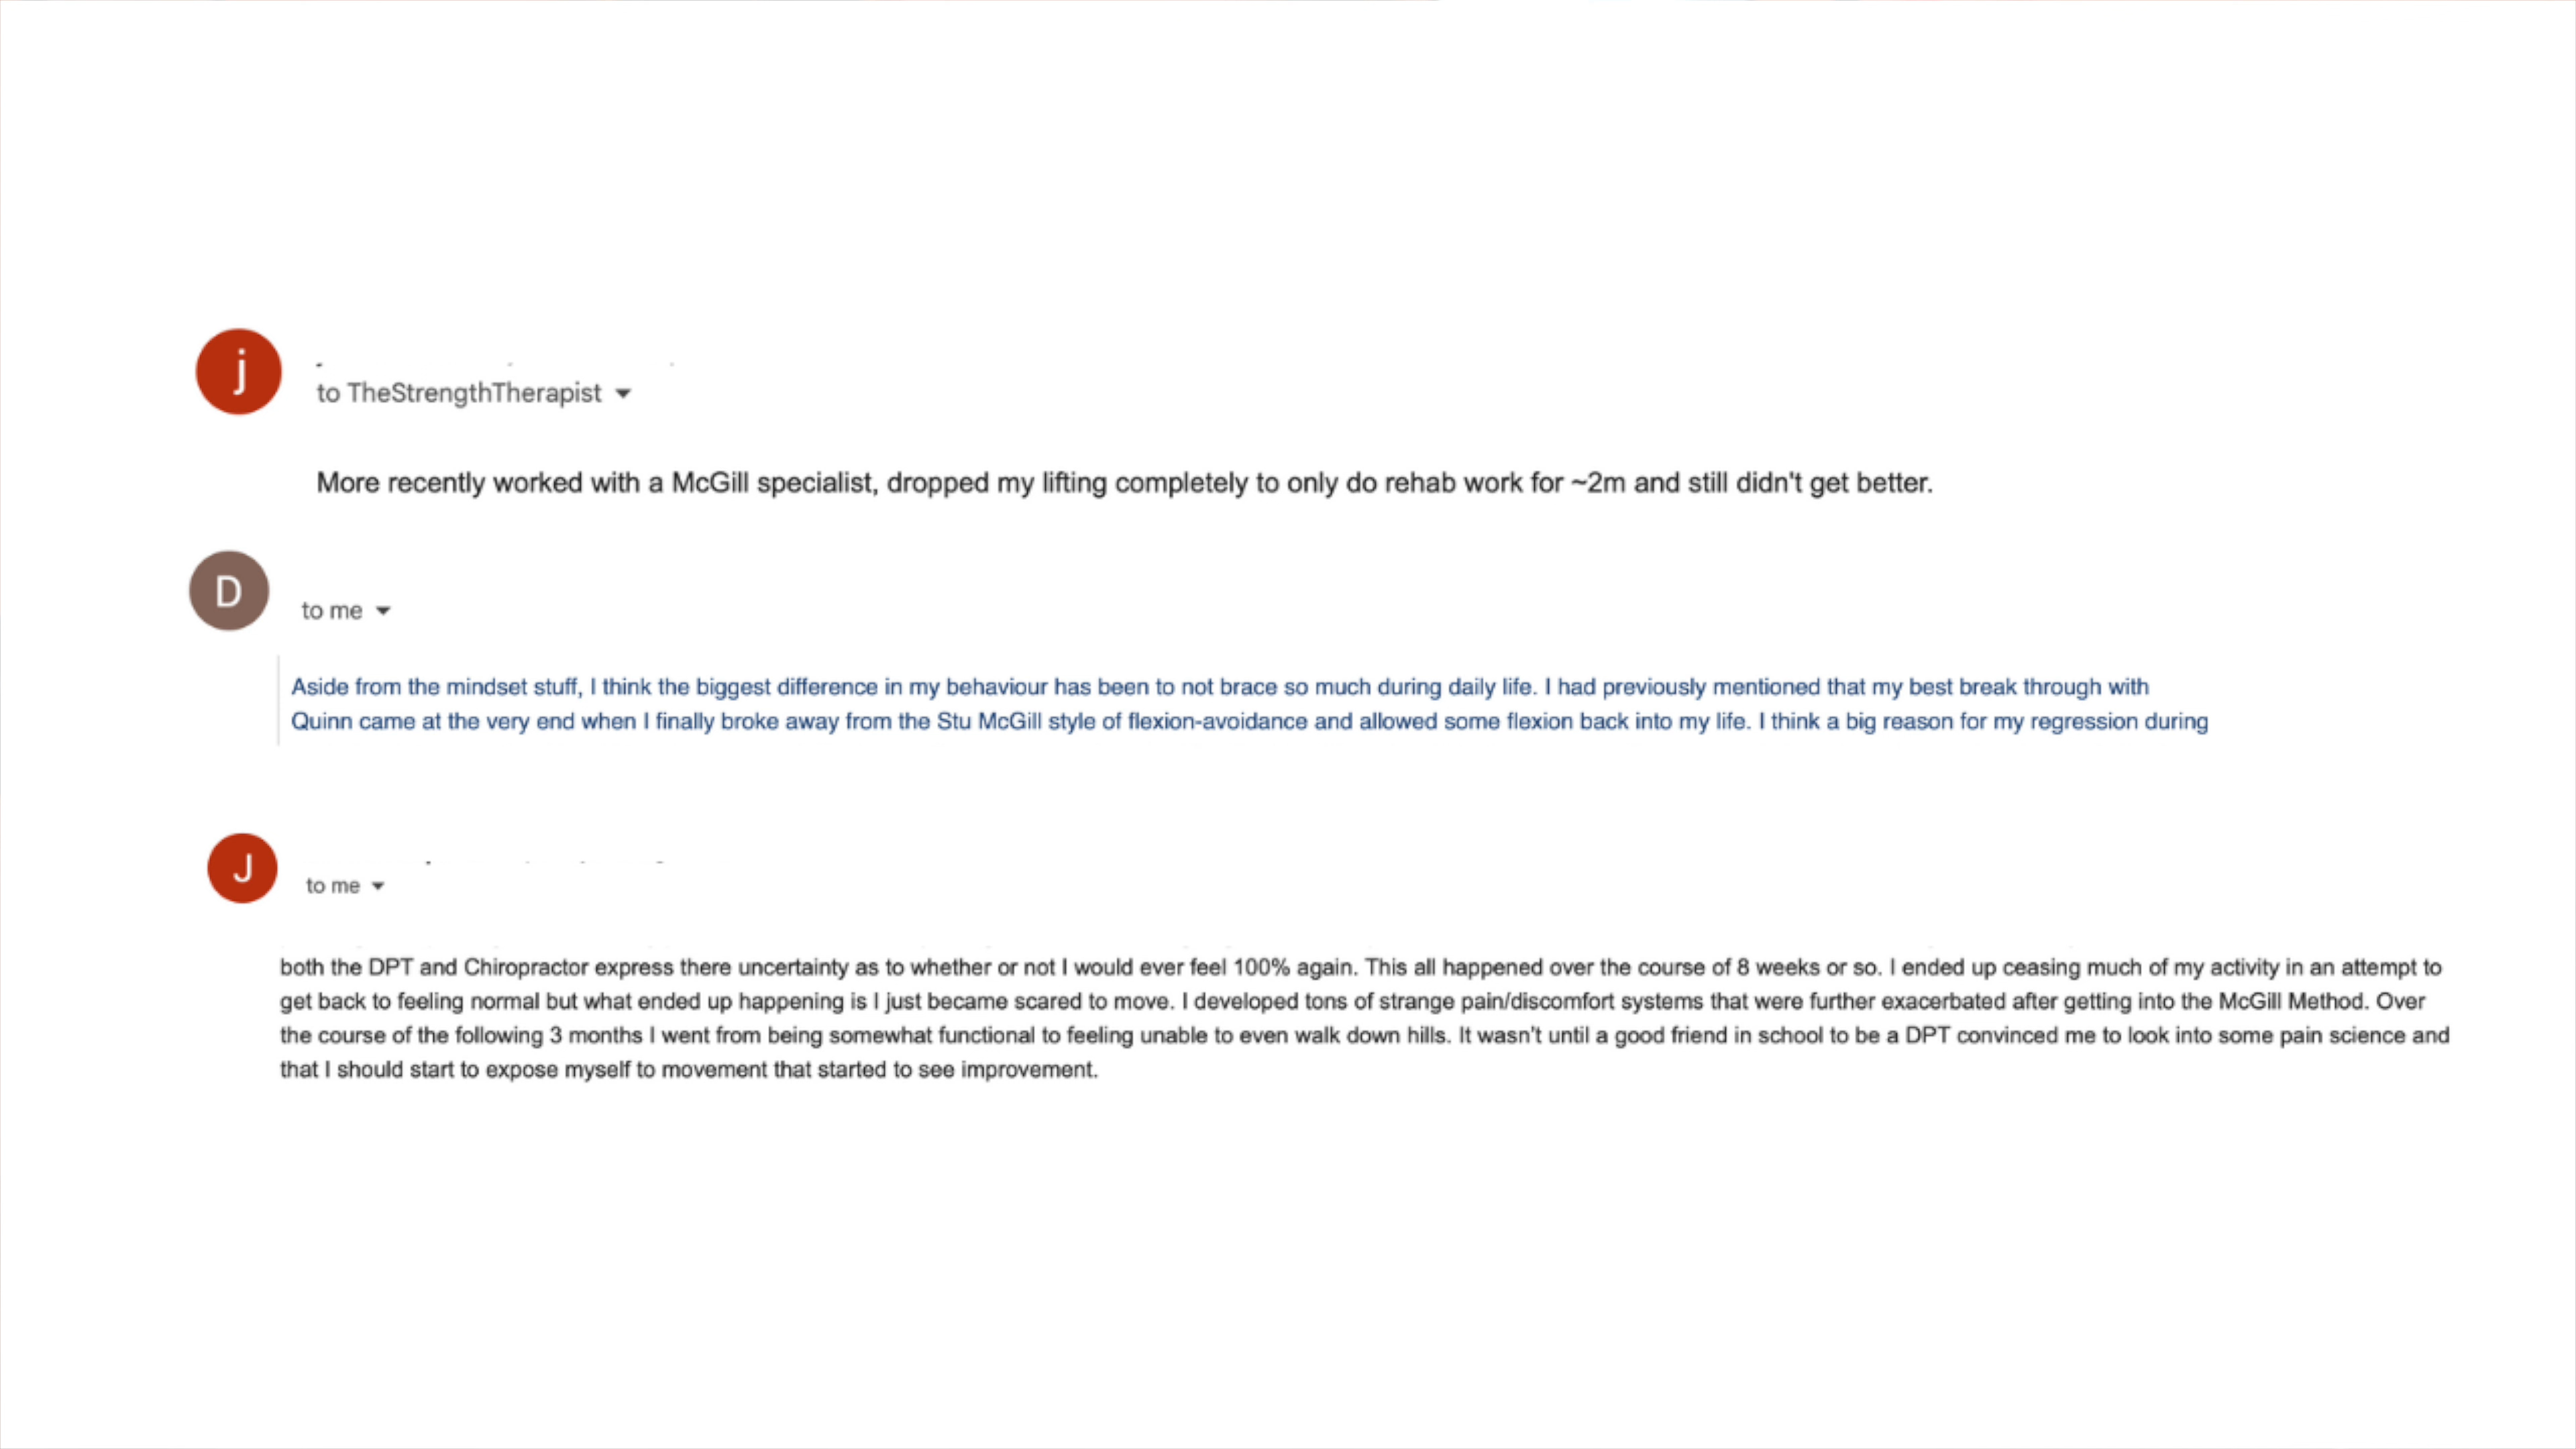 j
to TheStrengthTherapist
More recently worked with a McGill specialist, dropped my lifting completely to only do rehab work for ~2m and still didn't get better.
D
to me
Aside from the mindset stuff, I think the biggest difference in my behaviour has been to not brace so much during daily life. I had previously mentioned that my best break through with
Quinn came at the very end when I finally broke away from the Stu McGill style of flexion-avoidance and allowed some flexion back into my life. I think a big reason for my regression during
J
to me
both the DPT and Chiropractor express there uncertainty as to whether or not I would ever feel 100% again. This all happened over the course of 8 weeks or so. I ended up ceasing much of my activity in an attempt to
get back to feeling normal but what ended up happening is I just became scared to move. I developed tons of strange pain/discomfort systems that were further exacerbated after getting into the McGill Method. Over
the course of the following 3 months I went from being somewhat functional to feeling unable to even walk down hills. It wasn't until a good friend in school to be a DPT convinced me to look into some pain science and
that I should start to expose myself to movement that started to see improvement.